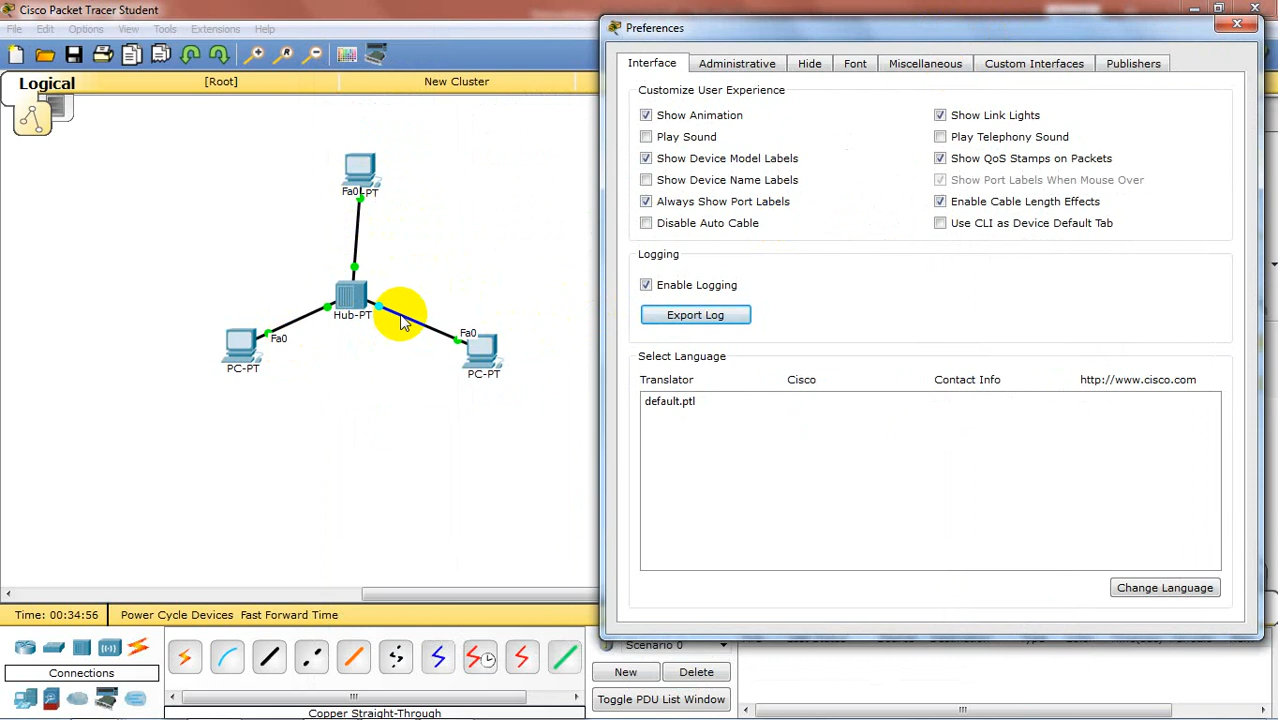 Cisco Packet Tracer Student
File Edit Options View Tools Extensions Help
Logical [Root] New Cluster
Fa0
-PT
Hub-PT
Fa0
PC-PT
Fa0
PC-PT
Time: 00:34:56 Power Cycle Devices Fast Forward Time
Connections
Copper Straight-Through
Scenario 0
New Delete
Toggle PDU List Window
Preferences
Interface Administrative Hide Font Miscellaneous Custom Interfaces Publishers
Customize User Experience
Show Animation Show Link Lights
Play Sound Play Telephony Sound
Show Device Model Labels Show QoS Stamps on Packets
Show Device Name Labels Show Port Labels When Mouse Over
Always Show Port Labels Enable Cable Length Effects
Disable Auto Cable Use CLI as Device Default Tab
Logging
Enable Logging
Export Log
Select Language
Translator Cisco Contact Info http://www.cisco.com
default.ptl
Change Language